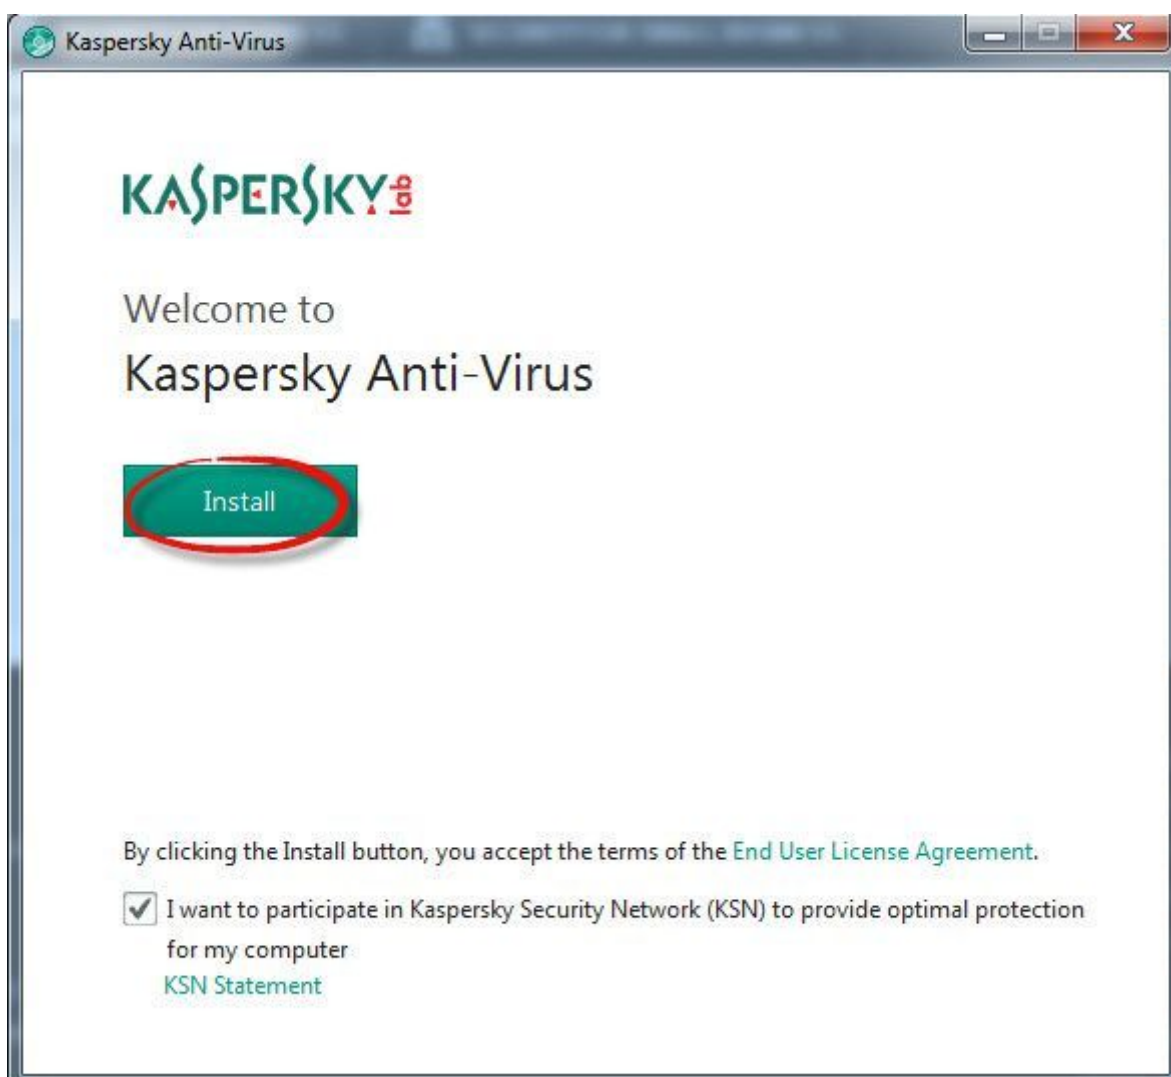 Kaspersky Anti-Virus
KASPERSKY lab
Welcome to
Kaspersky Anti-Virus
Install
By clicking the Install button, you accept the terms of the End User License Agreement.
I want to participate in Kaspersky Security Network (KSN) to provide optimal protection
for my computer
KSN Statement